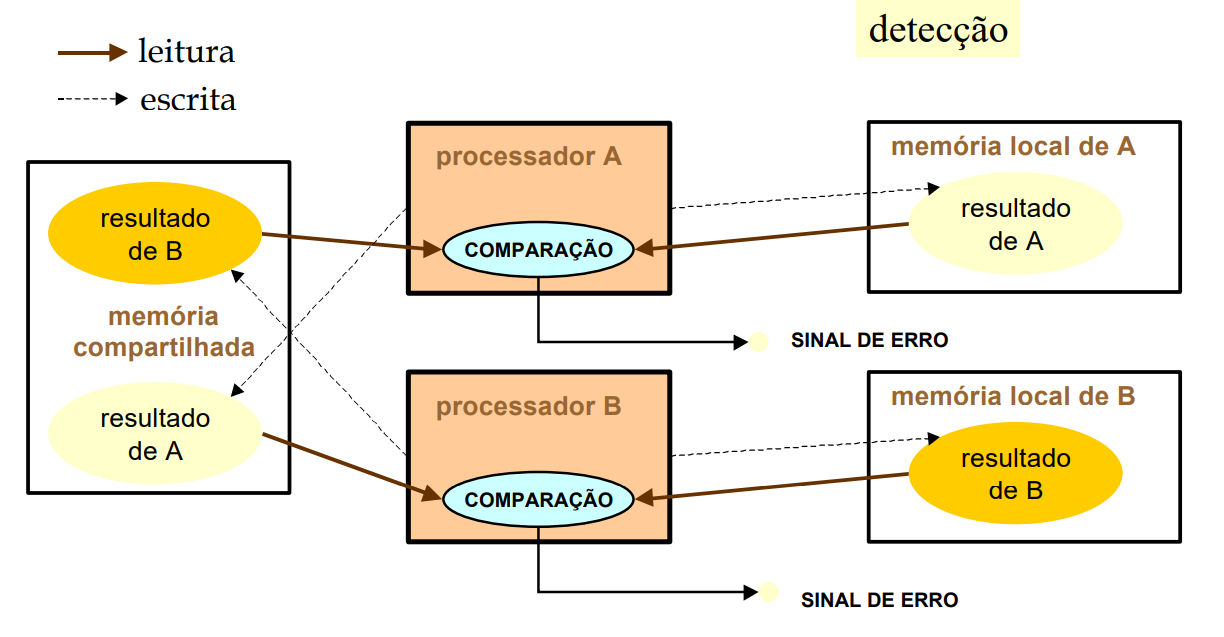 detecção
leitura
escrita
processador A
memória local de A
resultado
de B
COMPARAÇÃO
resultado
de A
memória
compartilhada
SINAL DE ERRO
resultado
de A
processador B
memória local de B
COMPARAÇÃO
resultado
de B
SINAL DE ERRO